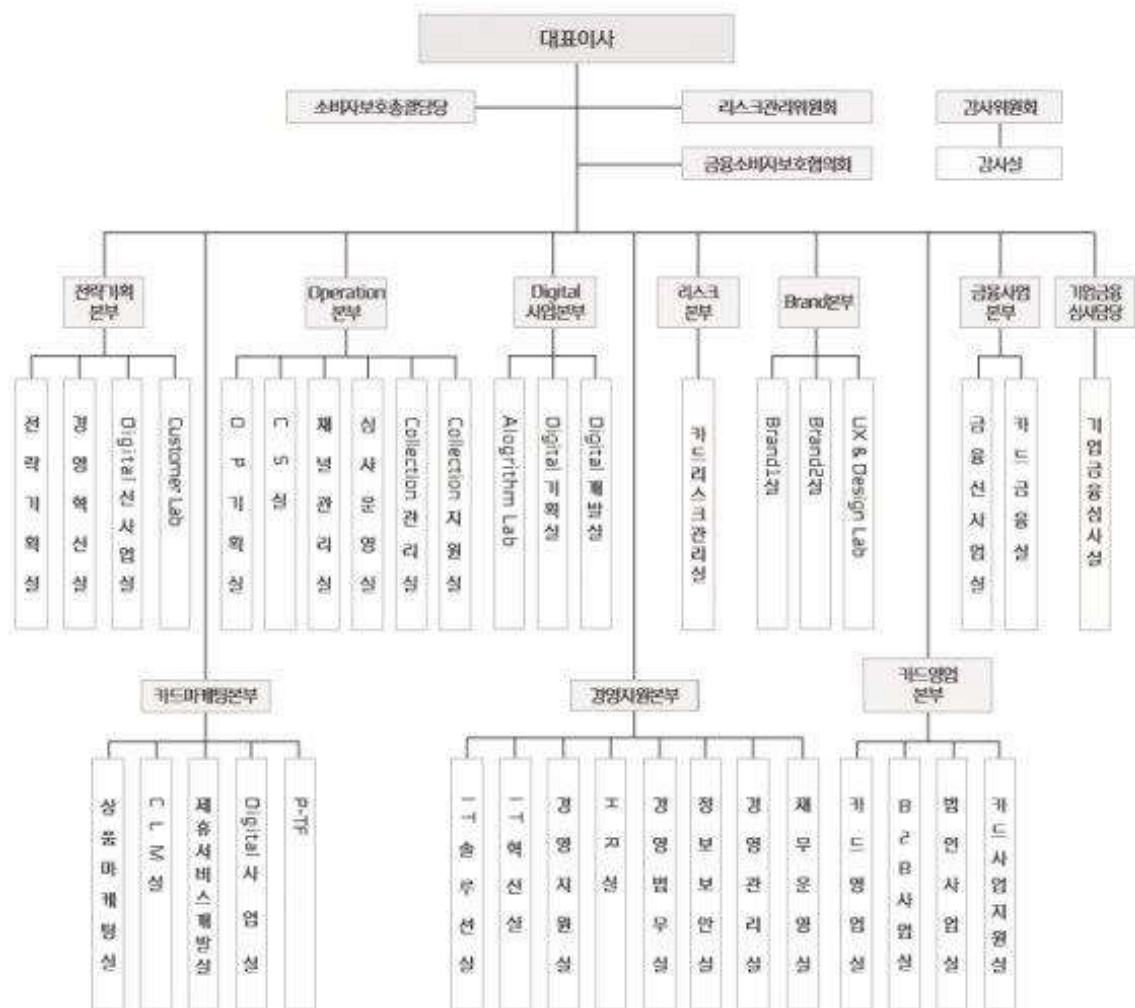 대표이사
소비자보호총괄담당
리스크관리위원회
감사위원회
금융소비자보호협의회
감사실
전략기획
본부
Operation
본부
Digital
사업본부
리스크
본부
Brand본부
금융사업
본부
기업금융
심사담당
전략기획실
경영혁신실
Digital신사업실
Customer Lab
OP기획실
CS실
채널관리실
심사운영실
Collection관리실
Collection지원실
Alogrithm Lab
Digital기획실
Digital개발실
카드리스크관리실
Brand1실
Brand2실
UX & Design Lab
금융신사업실
카드금융실
기업금융심사실
카드마케팅본부
경영지원본부
카드영업
본부
상품마케팅실
CLM실
제휴서비스개발실
Digital사업실
P-TF
IT솔루션실
IT혁신실
경영지원실
HR실
경영법무실
정보보안실
경영관리실
재무운영실
카드영업실
B2B사업실
법인사업실
카드사업지원실